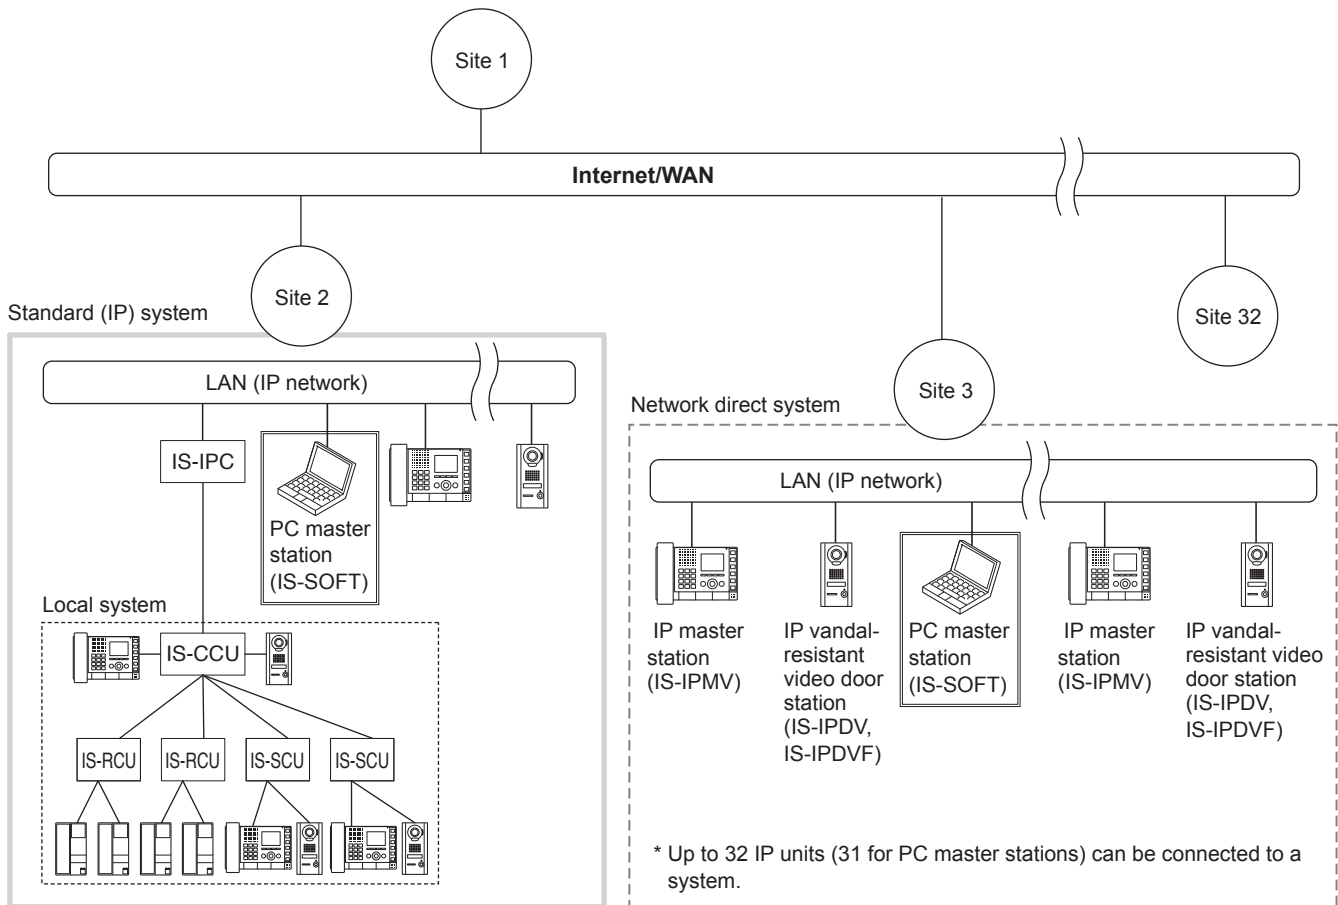 Site 1
Internet/WAN
Site 2
Site 32
Site 3
Standard (IP) system
LAN (IP network)
IS-IPC
PC master
station
(IS-SOFT)
Local system
IS-CCU
IS-RCU
IS-RCU
IS-SCU
IS-SCU
Network direct system
LAN (IP network)
IP master
station
(IS-IPMV)
IP vandal-
resistant
video door
station
(IS-IPDV,
IS-IPDVF)
PC master
station
(IS-SOFT)
IP master
station
(IS-IPMV)
IP vandal-
resistant video
door station
(IS-IPDV,
IS-IPDVF)
* Up to 32 IP units (31 for PC master stations) can be connected to a
system.